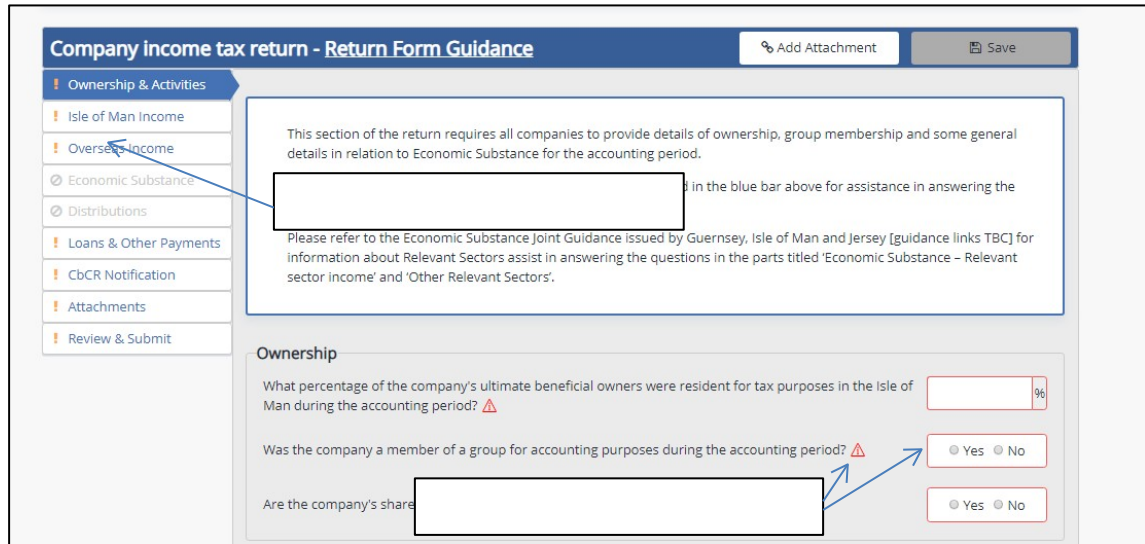 Company income tax return - Return Form Guidance
Add Attachment
Save
Ownership & Activities
Isle of Man Income
Overseas Income
Economic Substance
Distributions
Loans & Other Payments
CbCR Notification
Attachments
Review & Submit
This section of the return requires all companies to provide details of ownership, group membership and some general
details in relation to Economic Substance for the accounting period.
in the blue bar above for assistance in answering the
Please refer to the Economic Substance Joint Guidance issued by Guernsey, Isle of Man and Jersey [guidance links TBC] for
information about Relevant Sectors assist in answering the questions in the parts titled ‘Economic Substance – Relevant
sector income’ and ‘Other Relevant Sectors’.
Ownership
What percentage of the company's ultimate beneficial owners were resident for tax purposes in the Isle of
Man during the accounting period?
%
Was the company a member of a group for accounting purposes during the accounting period?
Yes No
Are the company's share
Yes No